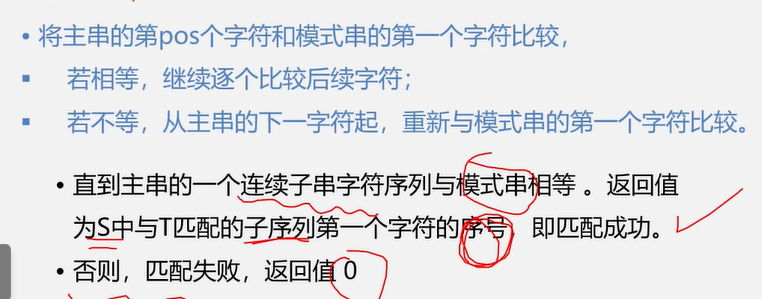 • 将主串的第pos个字符和模式串的第一个字符比较，
▪ 若相等，继续逐个比较后续字符；
▪ 若不等，从主串的下一字符起，重新与模式串的第一个字符比较。
• 直到主串的一个连续子串字符序列与模式串相等 。返回值
为S中与T匹配的子序列第一个字符的序号，即匹配成功。
• 否则，匹配失败，返回值 0